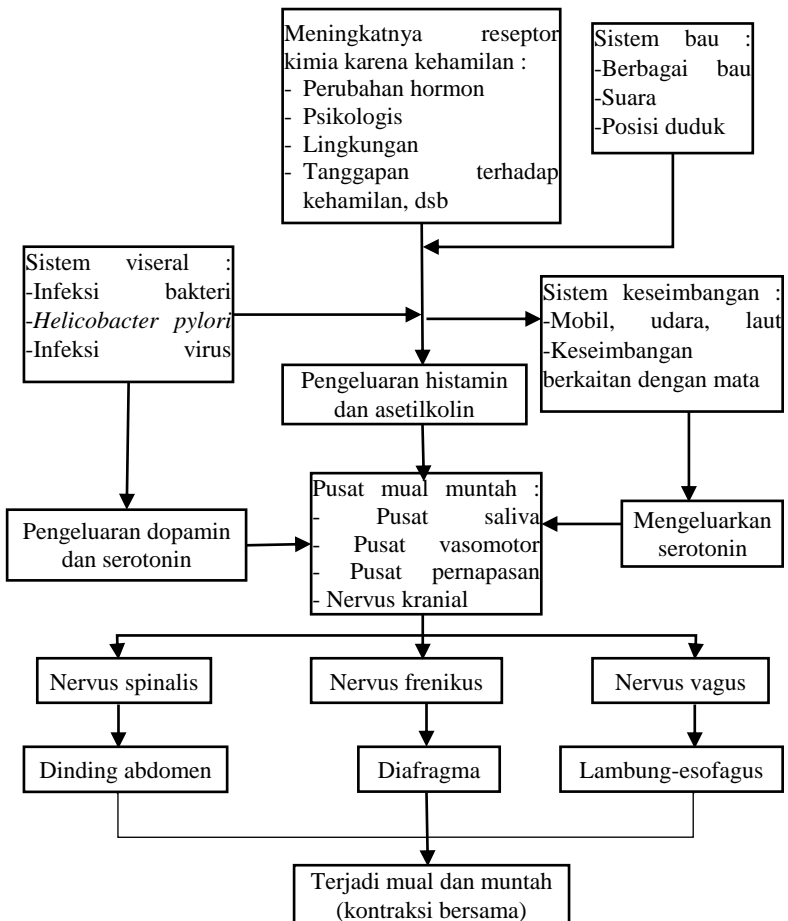 Meningkatnya reseptor
kimia karena kehamilan :
- Perubahan hormon
- Psikologis
- Lingkungan
- Tanggapan terhadap
kehamilan, dsb
Sistem bau :
-Berbagai bau
-Suara
-Posisi duduk
Sistem viseral :
-Infeksi bakteri
-Helicobacter pylori
-Infeksi virus
Sistem keseimbangan :
-Mobil, udara, laut
-Keseimbangan
berkaitan dengan mata
Pengeluaran histamin
dan asetilkolin
Pengeluaran dopamin
dan serotonin
Pusat mual muntah :
- Pusat saliva
- Pusat vasomotor
- Pusat pernapasan
- Nervus kranial
Mengeluarkan
serotonin
Nervus spinalis
Nervus frenikus
Nervus vagus
Dinding abdomen
Diafragma
Lambung-esofagus
Terjadi mual dan muntah
(kontraksi bersama)